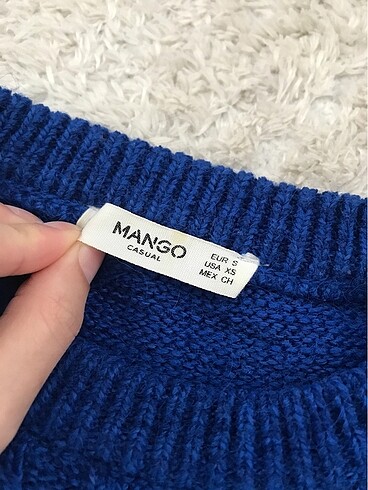 MANGO
CASUAL
EUR S
USA XS
MEX CH